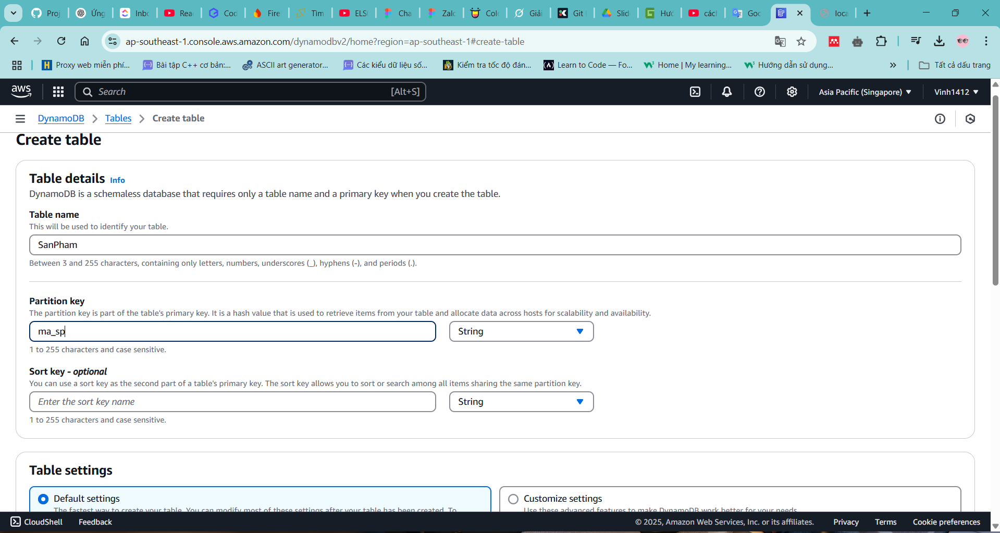 Proj
Ứng
Inbo
Rea
Cod
Fire
Tìm
ELS
Cha
Zalo
Colo
Giải
Git
Slid
Hướ
cách
Goo
loca
ap-southeast-1.console.aws.amazon.com/dynamodbv2/home?region=ap-southeast-1#create-table
Proxy web miễn phí...
Bài tập C++ cơ bản:...
ASCII art generator...
Các kiểu dữ liệu số...
Kiểm tra tốc độ đán...
Learn to Code — Fo...
Home | My learning...
Hướng dẫn sử dụng...
Tất cả dấu trang
aws
Search [Alt+S]
Asia Pacific (Singapore)
Vinh1412
DynamoDB
Tables
Create table
Create table
Table details Info
DynamoDB is a schemaless database that requires only a table name and a primary key when you create the table.
Table name
This will be used to identify your table.
SanPham
Between 3 and 255 characters, containing only letters, numbers, underscores (_), hyphens (-), and periods (.).
Partition key
The partition key is part of the table's primary key. It is a hash value that is used to retrieve items from your table and allocate data across hosts for scalability and availability.
ma_sp
String
1 to 255 characters and case sensitive.
Sort key - optional
You can use a sort key as the second part of a table's primary key. The sort key allows you to sort or search among all items sharing the same partition key.
Enter the sort key name
String
1 to 255 characters and case sensitive.
Table settings
Default settings
The fastest way to create your table. You can modify most of these settings after your table has been created. To
Customize settings
Use these advanced features to make DynamoDB work better for your needs.
CloudShell
Feedback
© 2025, Amazon Web Services, Inc. or its affiliates.
Privacy
Terms
Cookie preferences